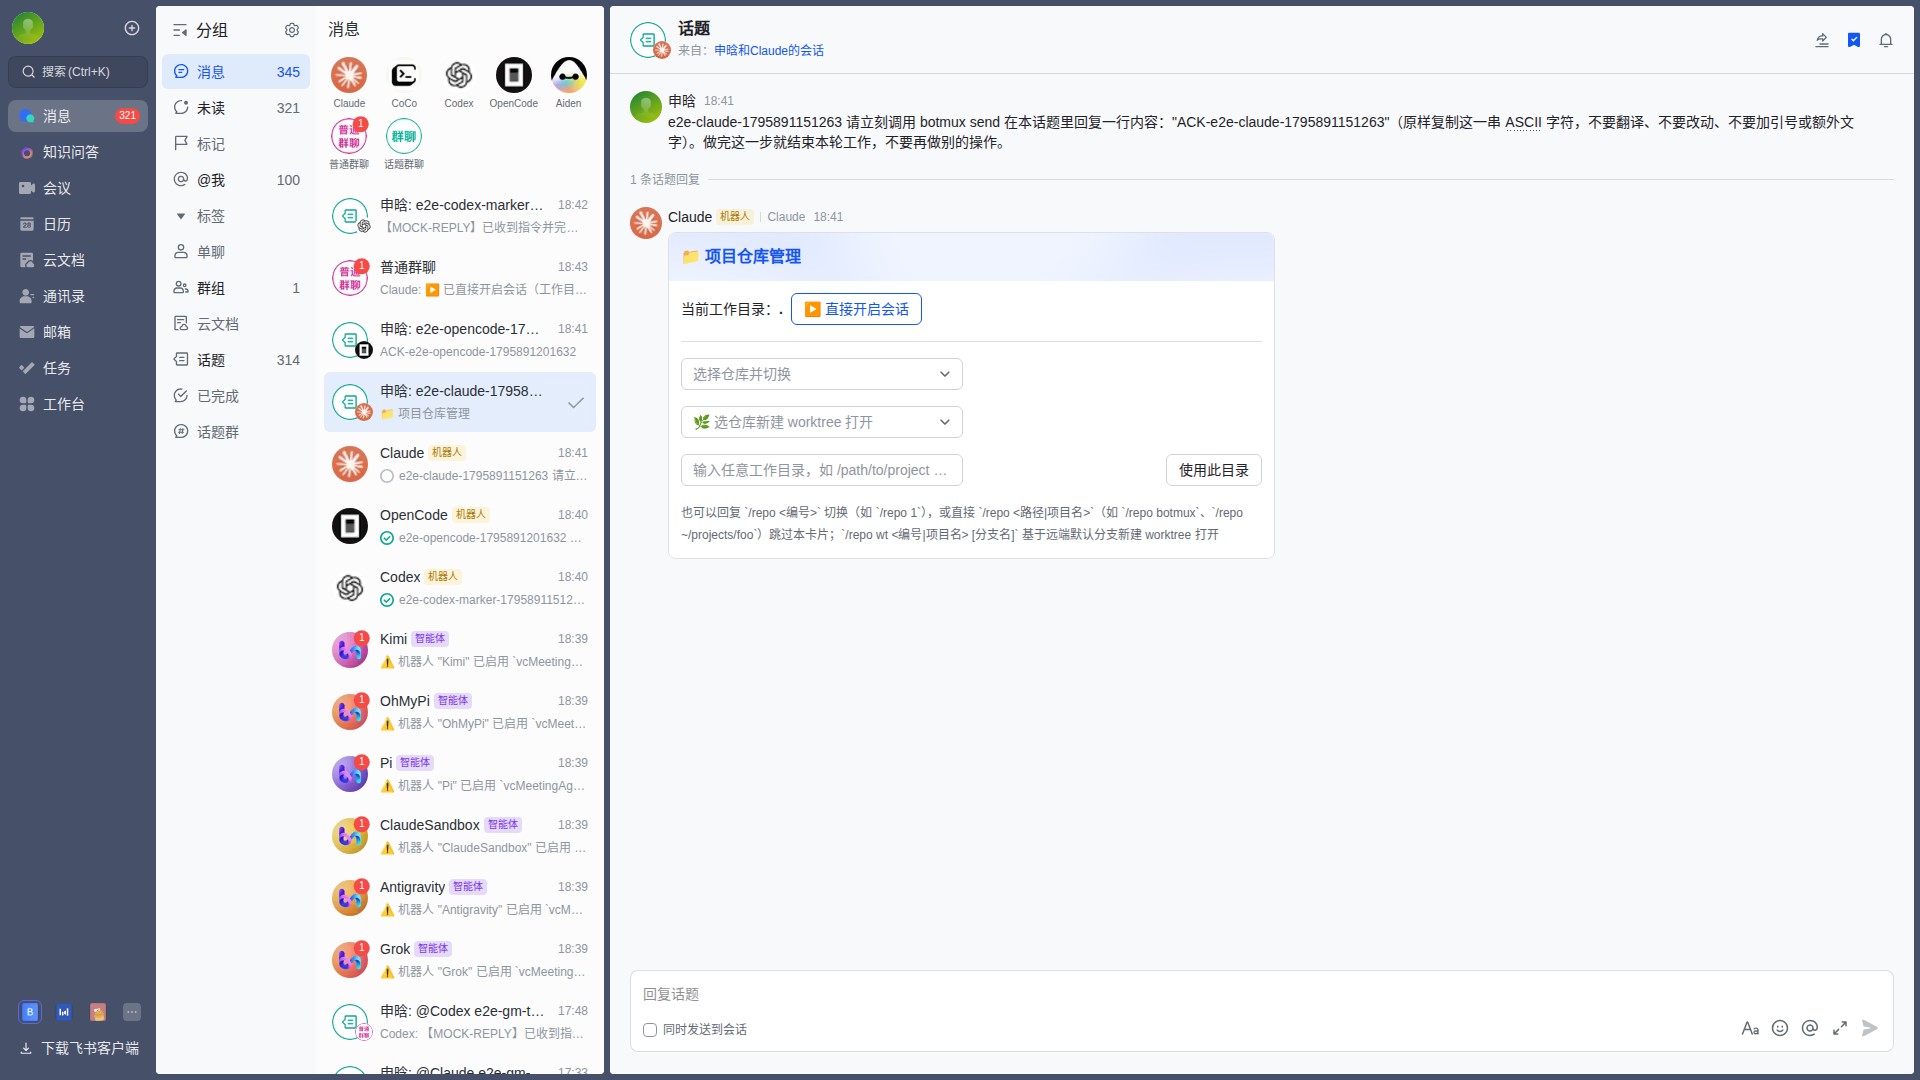 搜索 (Ctrl+K)
消息
321
知识问答
会议
日历
云文档
通讯录
邮箱
任务
工作台
下载飞书客户端
分组
消息 345
未读 321
标记
@我 100
标签
单聊
群组 1
云文档
话题 314
已完成
话题群
消息
Claude CoCo Codex OpenCode Aiden
普通群聊 1 群聊
普通群聊 话题群聊
申晗: e2e-codex-marker... 18:42
【MOCK-REPLY】已收到指令并完...
普通群聊 1
普通群聊 18:43
Claude: ▶️ 已直接开启会话（工作目...
申晗: e2e-opencode-17... 18:41
ACK-e2e-opencode-1795891201632
申晗: e2e-claude-17958...
📁 项目仓库管理
Claude 机器人 18:41
e2e-claude-1795891151263 请立...
OpenCode 机器人 18:40
e2e-opencode-1795891201632 ...
Codex 机器人 18:40
e2e-codex-marker-17958911512...
1
Kimi 智能体 18:39
⚠️ 机器人 "Kimi" 已启用 `vcMeeting...
1
OhMyPi 智能体 18:39
⚠️ 机器人 "OhMyPi" 已启用 `vcMeet...
1
Pi 智能体 18:39
⚠️ 机器人 "Pi" 已启用 `vcMeetingAg...
1
ClaudeSandbox 智能体 18:39
⚠️ 机器人 "ClaudeSandbox" 已启用 ...
1
Antigravity 智能体 18:39
⚠️ 机器人 "Antigravity" 已启用 `vcM...
1
Grok 智能体 18:39
⚠️ 机器人 "Grok" 已启用 `vcMeeting...
申晗: @Codex e2e-gm-t... 17:48
Codex: 【MOCK-REPLY】已收到指...
申晗: @Claude e2e-gm-... 17:33
话题
来自：申晗和Claude的会话
申晗 18:41
e2e-claude-1795891151263 请立刻调用 botmux send 在本话题里回复一行内容："ACK-e2e-claude-1795891151263"（原样复制这一串 ASCII 字符，不要翻译、不要改动、不要加引号或额外文
字）。做完这一步就结束本轮工作，不要再做别的操作。
1 条话题回复
Claude 机器人 | Claude 18:41
📁 项目仓库管理
当前工作目录：. ▶️ 直接开启会话
选择仓库并切换
🌿 选仓库新建 worktree 打开
输入任意工作目录，如 /path/to/project ... 使用此目录
也可以回复 `/repo <编号>` 切换（如 `/repo 1`），或直接 `/repo <路径|项目名>`（如 `/repo botmux`、`/repo
~/projects/foo`）跳过本卡片；`/repo wt <编号|项目名> [分支名]` 基于远端默认分支新建 worktree 打开
回复话题
同时发送到会话